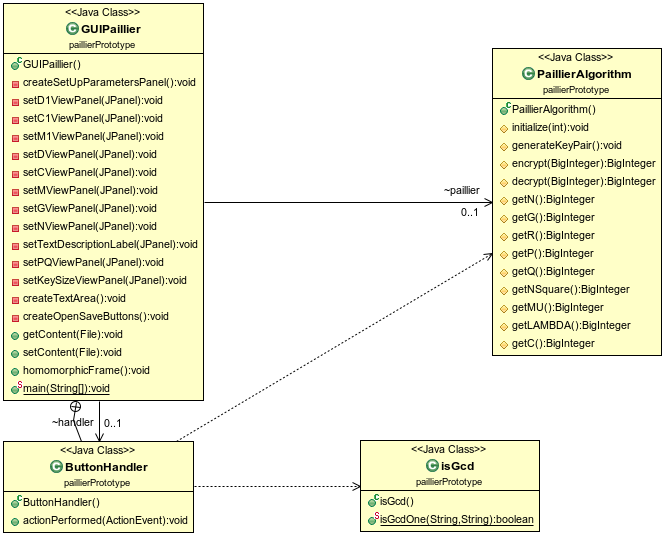 <<Java Class>>
GUIPaillier
paillierPrototype
GUIPaillier()
createSetUpParametersPanel():void
setD1ViewPanel(JPanel):void
setC1ViewPanel(JPanel):void
setM1ViewPanel(JPanel):void
setDViewPanel(JPanel):void
setCViewPanel(JPanel):void
setMViewPanel(JPanel):void
setGViewPanel(JPanel):void
setNViewPanel(JPanel):void
setTextDescriptionLabel(JPanel):void
setPQViewPanel(JPanel):void
setKeySizeViewPanel(JPanel):void
createTextArea():void
createOpenSaveButtons():void
getContent(File):void
setContent(File):void
homomorphicFrame():void
main(String[]):void
<<Java Class>>
PaillierAlgorithm
paillierPrototype
PaillierAlgorithm()
initialize(int):void
generateKeyPair():void
encrypt(BigInteger):BigInteger
decrypt(BigInteger):BigInteger
getN():BigInteger
getG():BigInteger
getR():BigInteger
getP():BigInteger
getQ():BigInteger
getNSquare():BigInteger
getMU():BigInteger
getLAMBDA():BigInteger
getC():BigInteger
~paillier
0..1
~handler
0..1
<<Java Class>>
ButtonHandler
paillierPrototype
ButtonHandler()
actionPerformed(ActionEvent):void
<<Java Class>>
isGcd
paillierPrototype
isGcd()
isGcdOne(String,String):boolean